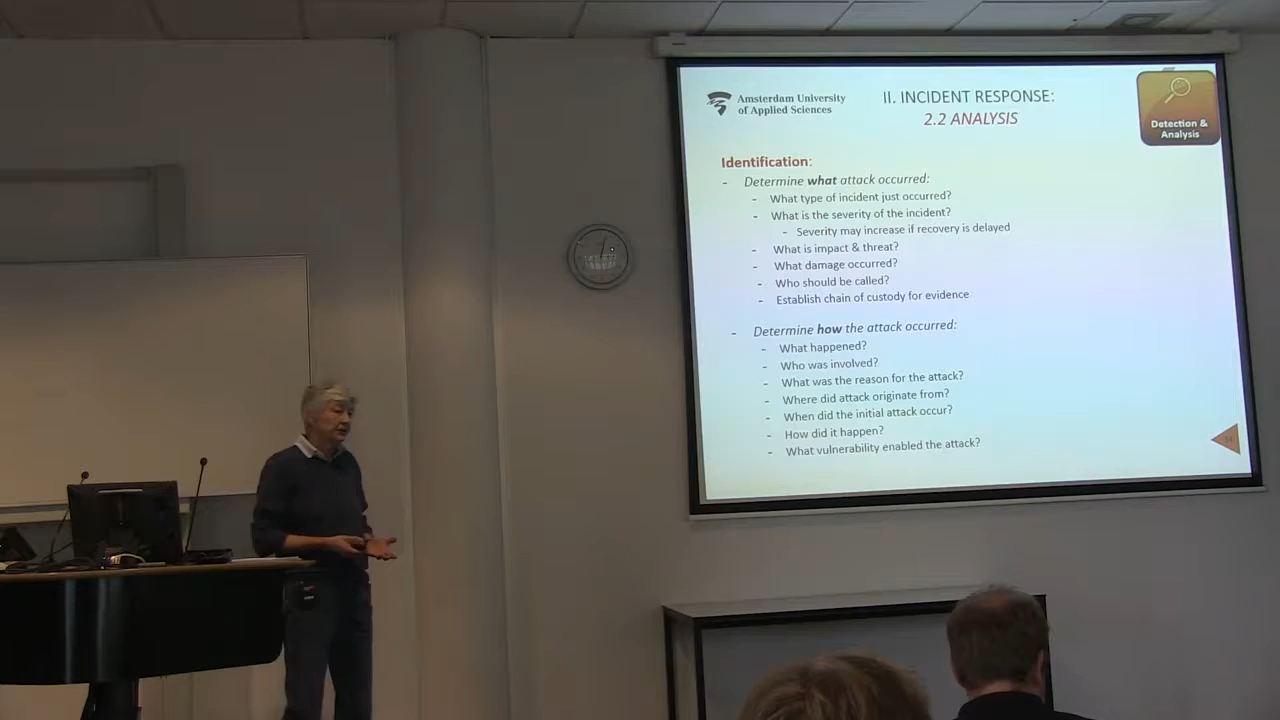 Amsterdam University
of Applied Sciences
II. INCIDENT RESPONSE:
2.2 ANALYSIS
Detection &
Analysis
Identification:
- Determine what attack occurred:
- What type of incident just occurred?
- What is the severity of the incident?
- Severity may increase if recovery is delayed
- What is impact & threat?
- What damage occurred?
- Who should be called?
- Establish chain of custody for evidence
- Determine how the attack occurred:
- What happened?
- Who was involved?
- What was the reason for the attack?
- Where did attack originate from?
- When did the initial attack occur?
- How did it happen?
- What vulnerability enabled the attack?